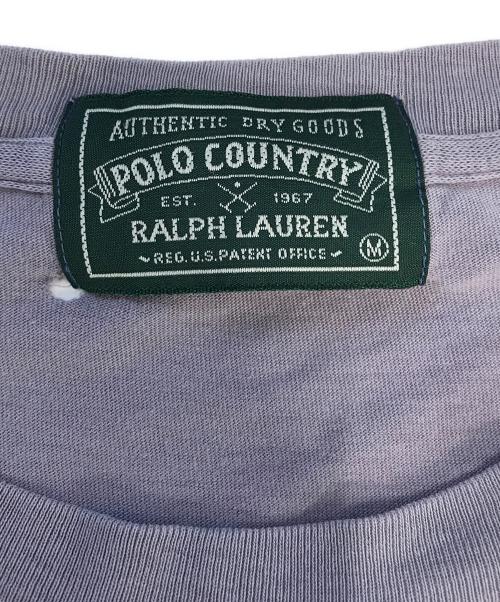 AUTHENTIC DRY GOODS
POLO COUNTRY
EST. 1967
RALPH LAUREN
REG. U.S. PATENT OFFICE
M